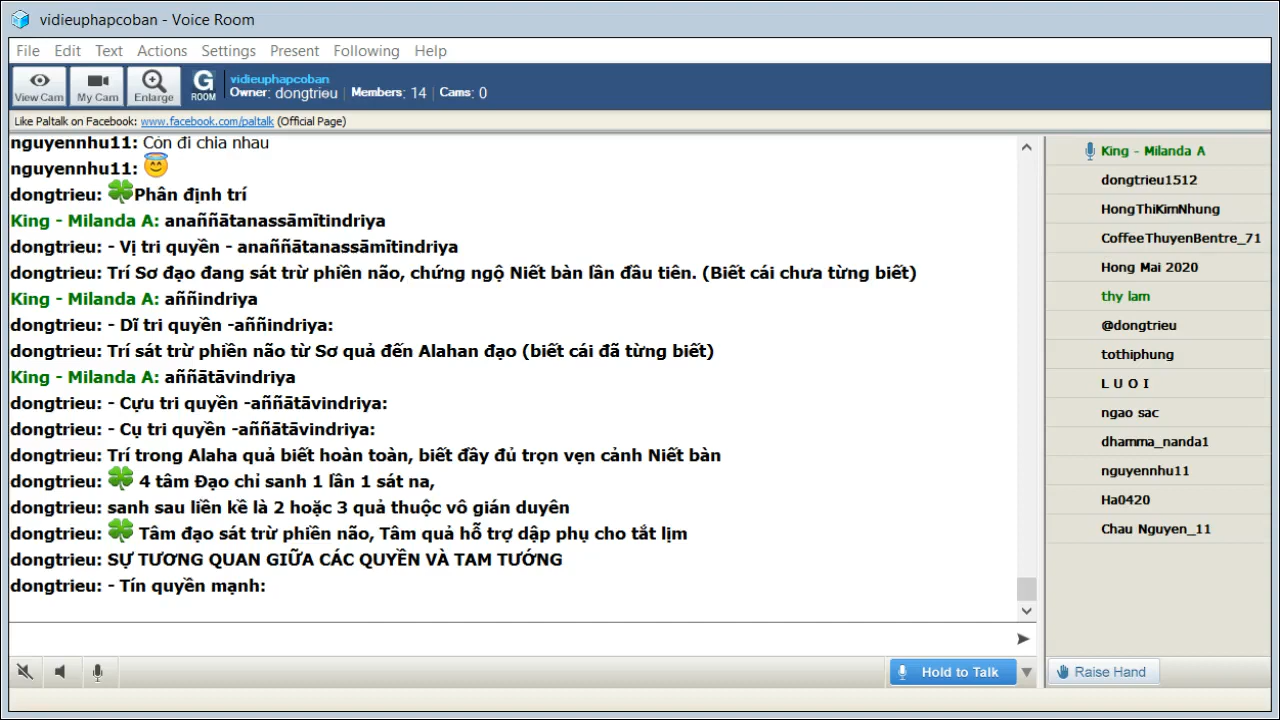 vidieuphapcoban - Voice Room
File Edit Text Actions Settings Present Following Help
View Cam My Cam Enlarge G ROOM vidieuphapcoban
Owner: dongtrieu | Members: 14 | Cams: 0
Like Paltalk on Facebook: www.facebook.com/paltalk (Official Page)
nguyennhu11: Còn đi chia nhau
nguyennhu11: 😇
dongtrieu: 🍀Phân định trí
King - Milanda A: anaññātanassāmītindriya
dongtrieu: - Vị tri quyền - anaññātanassāmītindriya
dongtrieu: Trí Sơ đạo đang sát trừ phiền não, chứng ngộ Niết bàn lần đầu tiên. (Biết cái chưa từng biết)
King - Milanda A: aññindriya
dongtrieu: - Dĩ tri quyền -aññindriya:
dongtrieu: Trí sát trừ phiền não từ Sơ quả đến Alahan đạo (biết cái đã từng biết)
King - Milanda A: aññātāvindriya
dongtrieu: - Cựu tri quyền -aññātāvindriya:
dongtrieu: - Cụ tri quyền -aññātāvindriya:
dongtrieu: Trí trong Alaha quả biết hoàn toàn, biết đầy đủ trọn vẹn cảnh Niết bàn
dongtrieu: 🍀 4 tâm Đạo chỉ sanh 1 lần 1 sát na,
dongtrieu: sanh sau liền kề là 2 hoặc 3 quả thuộc vô gián duyên
dongtrieu: 🍀 Tâm đạo sát trừ phiền não, Tâm quả hỗ trợ dập phụ cho tắt lịm
dongtrieu: SỰ TƯƠNG QUAN GIỮA CÁC QUYỀN VÀ TAM TƯỚNG
dongtrieu: - Tín quyền mạnh:
King - Milanda A
dongtrieu1512
HongThiKimNhung
CoffeeThuyenBentre_71
Hong Mai 2020
thy lam
@dongtrieu
tothiphung
L U O I
ngao sac
dhamma_nanda1
nguyennhu11
Ha0420
Chau Nguyen_11
Hold to Talk
Raise Hand